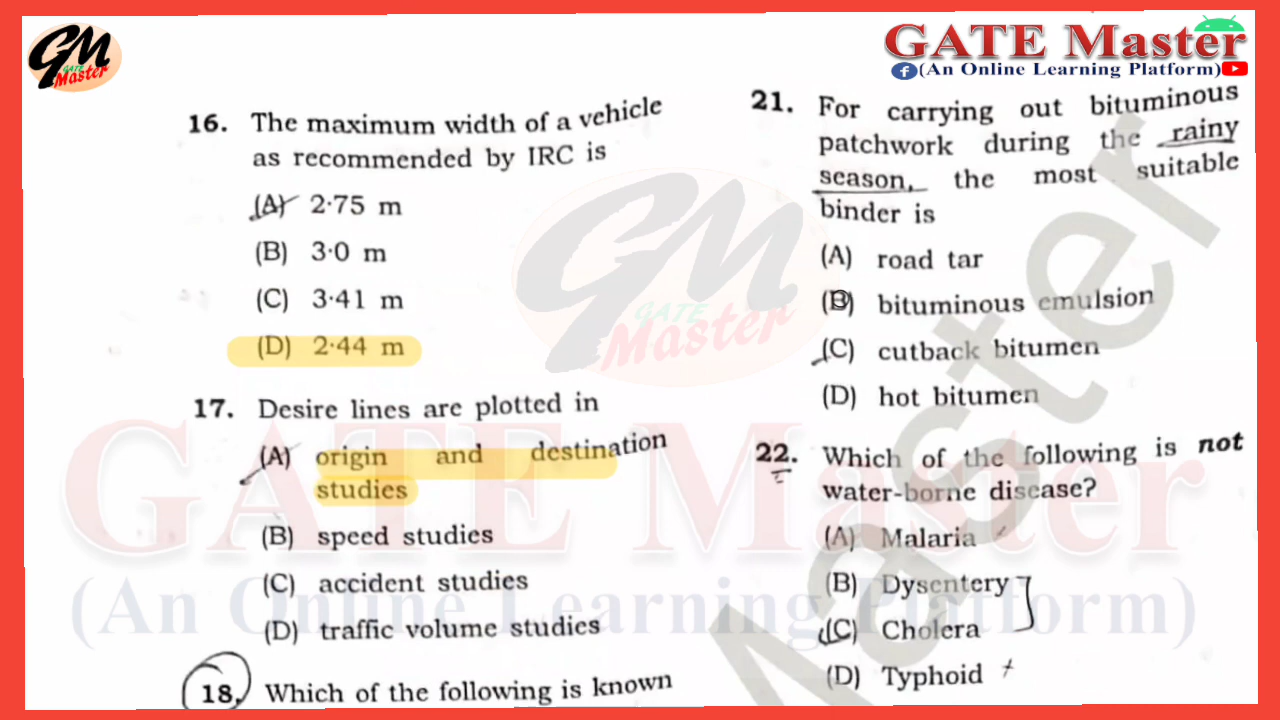 GM
GATE
Master
GATE Master
(An Online Learning Platform)
16. The maximum width of a vehicle
as recommended by IRC is
(A) 2·75 m
(B) 3·0 m
(C) 3·41 m
(D) 2·44 m
17. Desire lines are plotted in
(A) origin and destination
studies
(B) speed studies
(C) accident studies
(D) traffic volume studies
18. Which of the following is known
21. For carrying out bituminous
patchwork during the rainy
season, the most suitable
binder is
(A) road tar
(B) bituminous emulsion
(C) cutback bitumen
(D) hot bitumen
22. Which of the following is not
water-borne disease?
(A) Malaria
(B) Dysentery
(C) Cholera
(D) Typhoid
GM
GATE
Master
GATE Master
(An Online Learning Platform)
Master